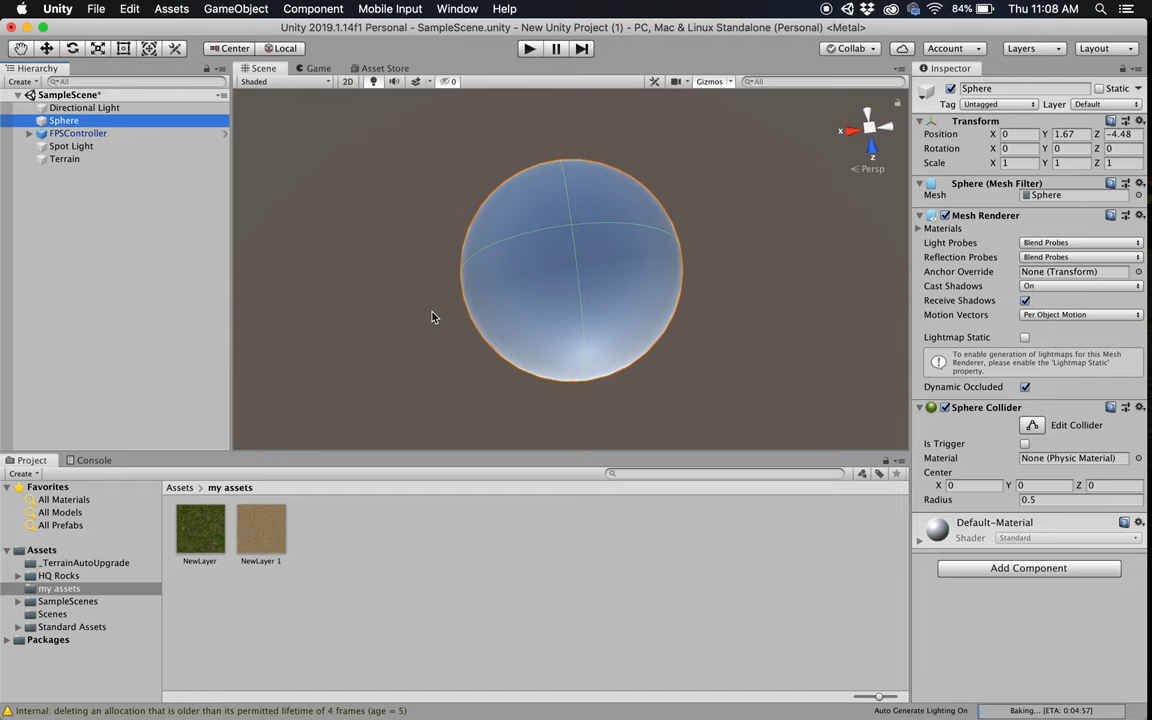 Unity File Edit Assets GameObject Component Mobile Input Window Help 84% Thu 11:08 AM
Unity 2019.1.14f1 Personal - SampleScene.unity - New Unity Project (1) - PC, Mac & Linux Standalone (Personal) <Metal>
Center Local Collab Account Layers Layout
Hierarchy Scene Game Asset Store Inspector
Create All Shaded 2D 0 Gizmos All
SampleScene*
Directional Light
Sphere
FPSController
Spot Light
Terrain
x
z
Persp
Sphere Static
Tag Untagged Layer Default
Transform
Position X 0 Y 1.67 Z -4.48
Rotation X 0 Y 0 Z 0
Scale X 1 Y 1 Z 1
Sphere (Mesh Filter)
Mesh Sphere
Mesh Renderer
Materials
Light Probes Blend Probes
Reflection Probes Blend Probes
Anchor Override None (Transform)
Cast Shadows On
Receive Shadows
Motion Vectors Per Object Motion
Lightmap Static
To enable generation of lightmaps for this Mesh
Renderer, please enable the 'Lightmap Static'
property.
Dynamic Occluded
Sphere Collider
Edit Collider
Is Trigger
Material None (Physic Material)
Center
X 0 Y 0 Z 0
Radius 0.5
Default-Material
Shader Standard
Add Component
Project Console
Create
Favorites
All Materials
All Models
All Prefabs
Assets
_TerrainAutoUpgrade
HQ Rocks
my assets
SampleScenes
Scenes
Standard Assets
Packages
Assets > my assets
NewLayer NewLayer 1
Internal: deleting an allocation that is older than its permitted lifetime of 4 frames (age = 5)
Auto Generate Lighting On Baking... [ETA: 0:04:57]